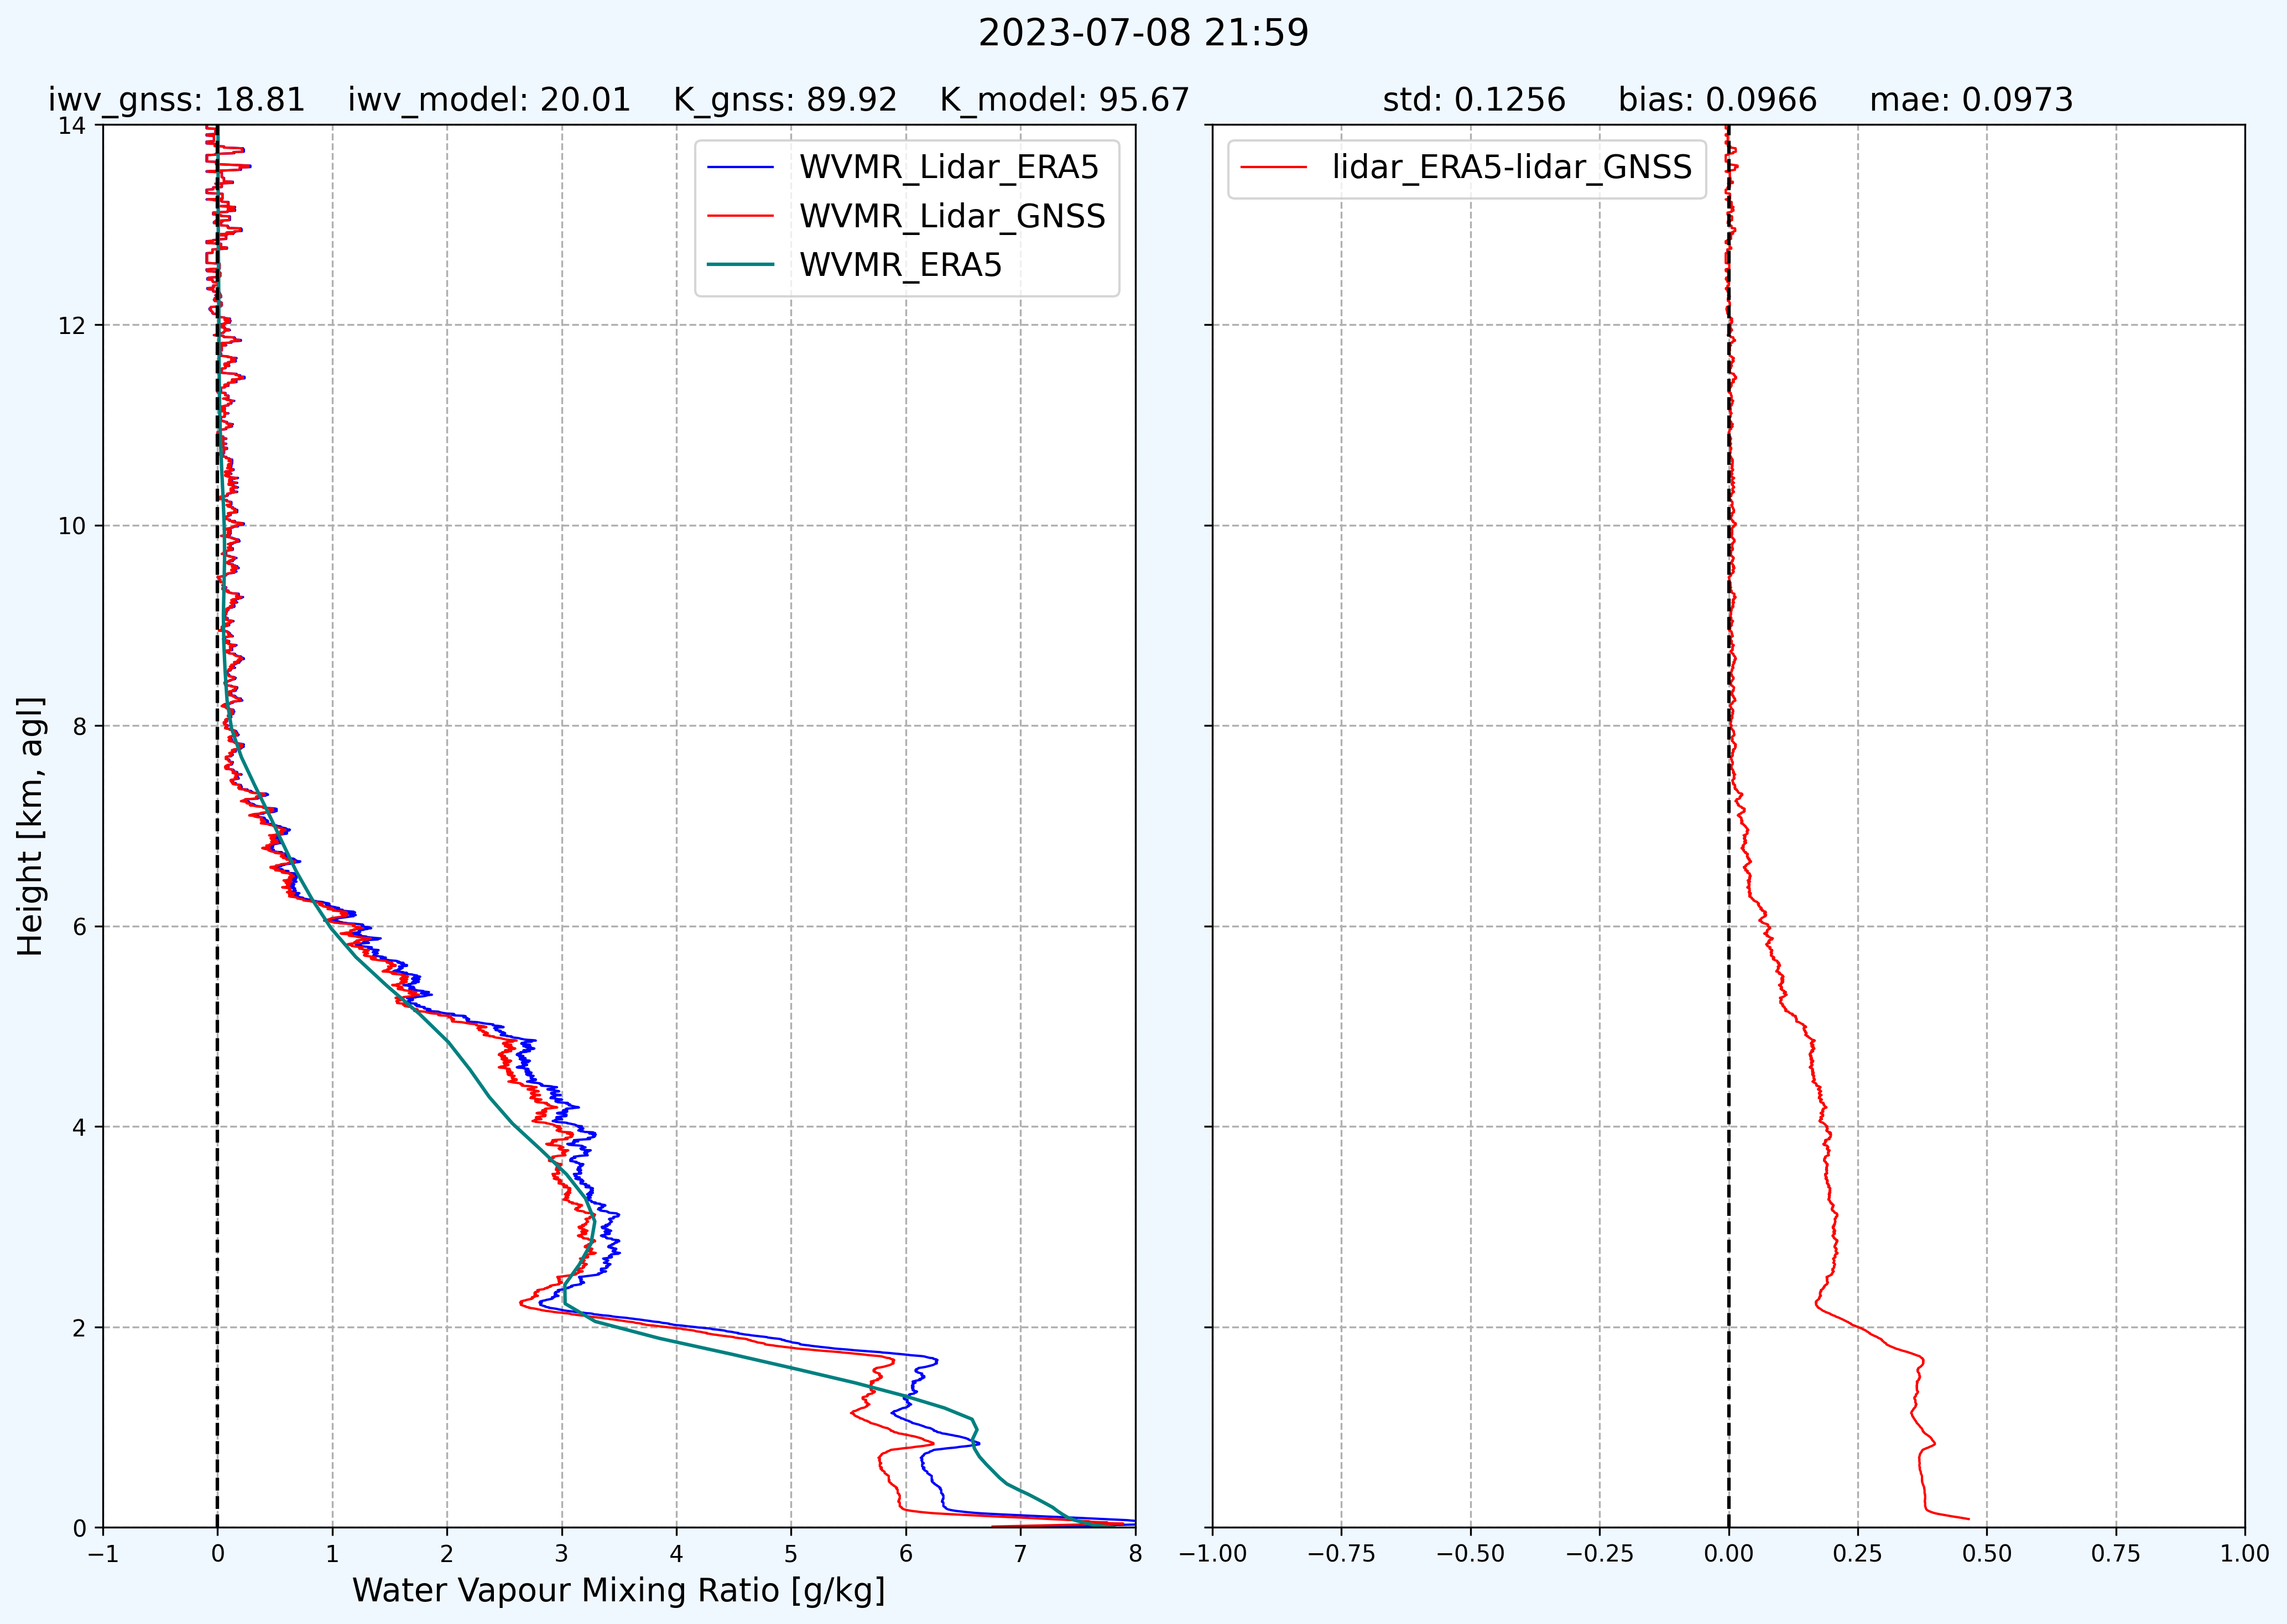 2023-07-08 21:59
iwv_gnss: 18.81 iwv_model: 20.01 K_gnss: 89.92 K_model: 95.67
std: 0.1256 bias: 0.0966 mae: 0.0973
WVMR_Lidar_ERA5
WVMR_Lidar_GNSS
WVMR_ERA5
lidar_ERA5-lidar_GNSS
Height [km, agl]
14
12
10
8
6
4
2
0
−1 0 1 2 3 4 5 6 7 8
Water Vapour Mixing Ratio [g/kg]
−1.00 −0.75 −0.50 −0.25 0.00 0.25 0.50 0.75 1.00